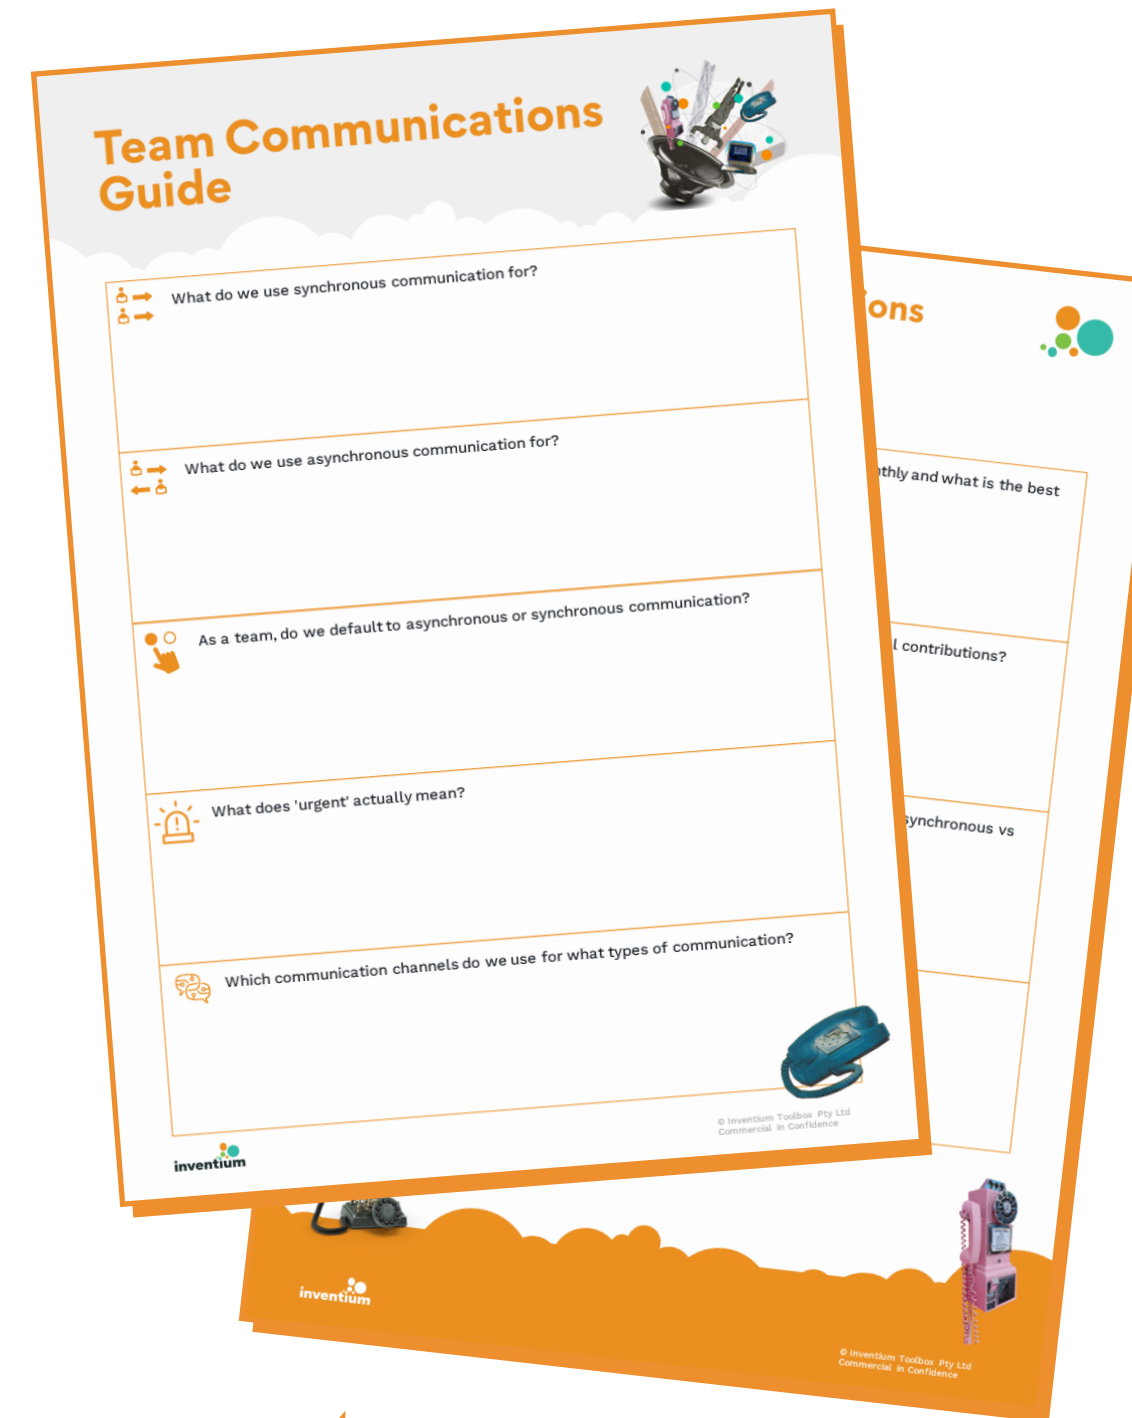 Team Communications
Guide
What do we use synchronous communication for?
What do we use asynchronous communication for?
As a team, do we default to asynchronous or synchronous communication?
What does 'urgent' actually mean?
Which communication channels do we use for what types of communication?
© Inventium Toolbox Pty Ltd
Commercial in Confidence
inventium
and what is the best
contributions?
synchronous vs
inventium
© Inventium Toolbox Pty Ltd
Commercial in Confidence